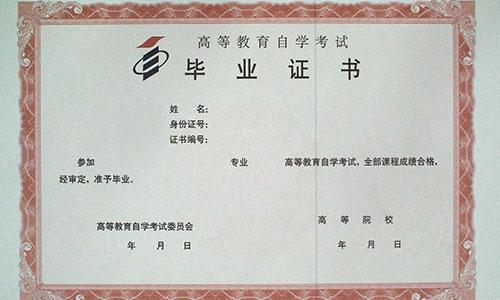 高等教育自学考试
毕业证书
姓 名:
身份证号:
证书编号:
参加 专业 高等教育自学考试，全部课程成绩合格，
经审定，准予毕业。
高等教育自学考试委员会 高等院校
年 月 日 年 月 日